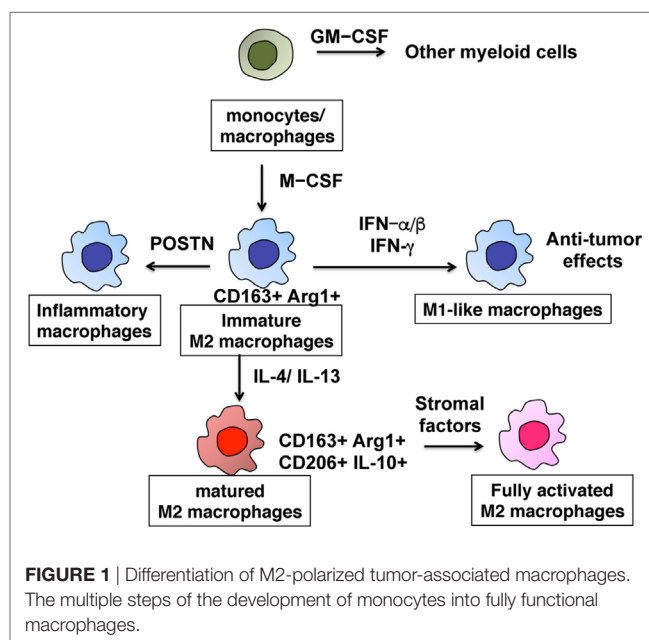 GM−CSF
Other myeloid cells
monocytes/
macrophages
M−CSF
POSTN
IFN−α/β
IFN-γ
Anti-tumor
effects
CD163+ Arg1+
Inflammatory
macrophages
Immature
M2 macrophages
M1-like macrophages
IL-4/ IL-13
CD163+ Arg1+
CD206+ IL-10+
Stromal
factors
matured
M2 macrophages
Fully activated
M2 macrophages
FIGURE 1 | Differentiation of M2-polarized tumor-associated macrophages.
The multiple steps of the development of monocytes into fully functional
macrophages.